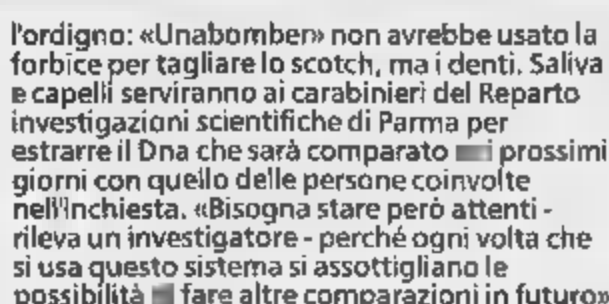 l'ordigno: «Unabomber» non avrebbe usato la
forbice per tagliare lo scotch, ma i denti. Saliva
e capelli serviranno ai carabinieri del Reparto
investigazioni scientifiche di Parma per
estrarre il Dna che sarà comparato prossimi
giorni con quello delle persone coinvolte
nell'inchiesta. «Bisogna stare però attenti -
rileva un investigatore - perché ogni volta che
si usa questo sistema si assottigliano le
possibilità fare altre comparazioni in futuro»